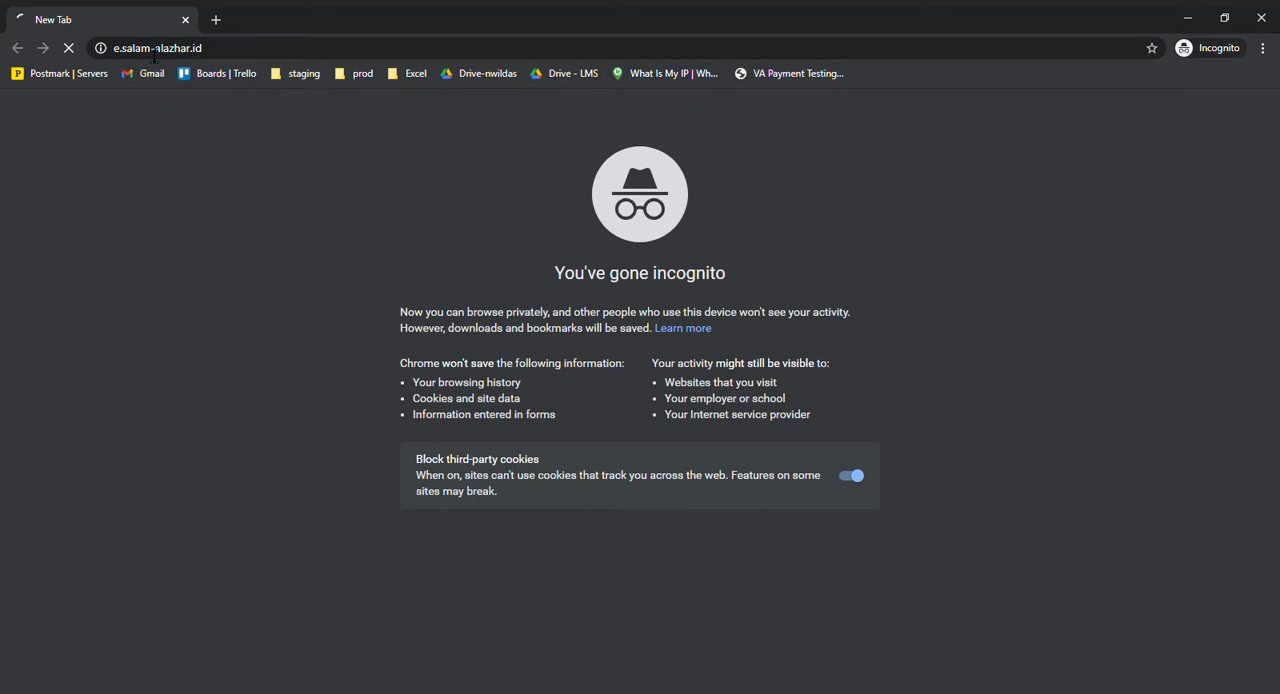 New Tab
e.salam-alazhar.id
Incognito
P Postmark | Servers Gmail Boards | Trello staging prod Excel Drive-nwildas Drive - LMS What Is My IP | Wh... VA Payment Testing...
You've gone incognito
Now you can browse privately, and other people who use this device won't see your activity.
However, downloads and bookmarks will be saved. Learn more
Chrome won't save the following information:
• Your browsing history
• Cookies and site data
• Information entered in forms
Your activity might still be visible to:
• Websites that you visit
• Your employer or school
• Your Internet service provider
Block third-party cookies
When on, sites can't use cookies that track you across the web. Features on some
sites may break.